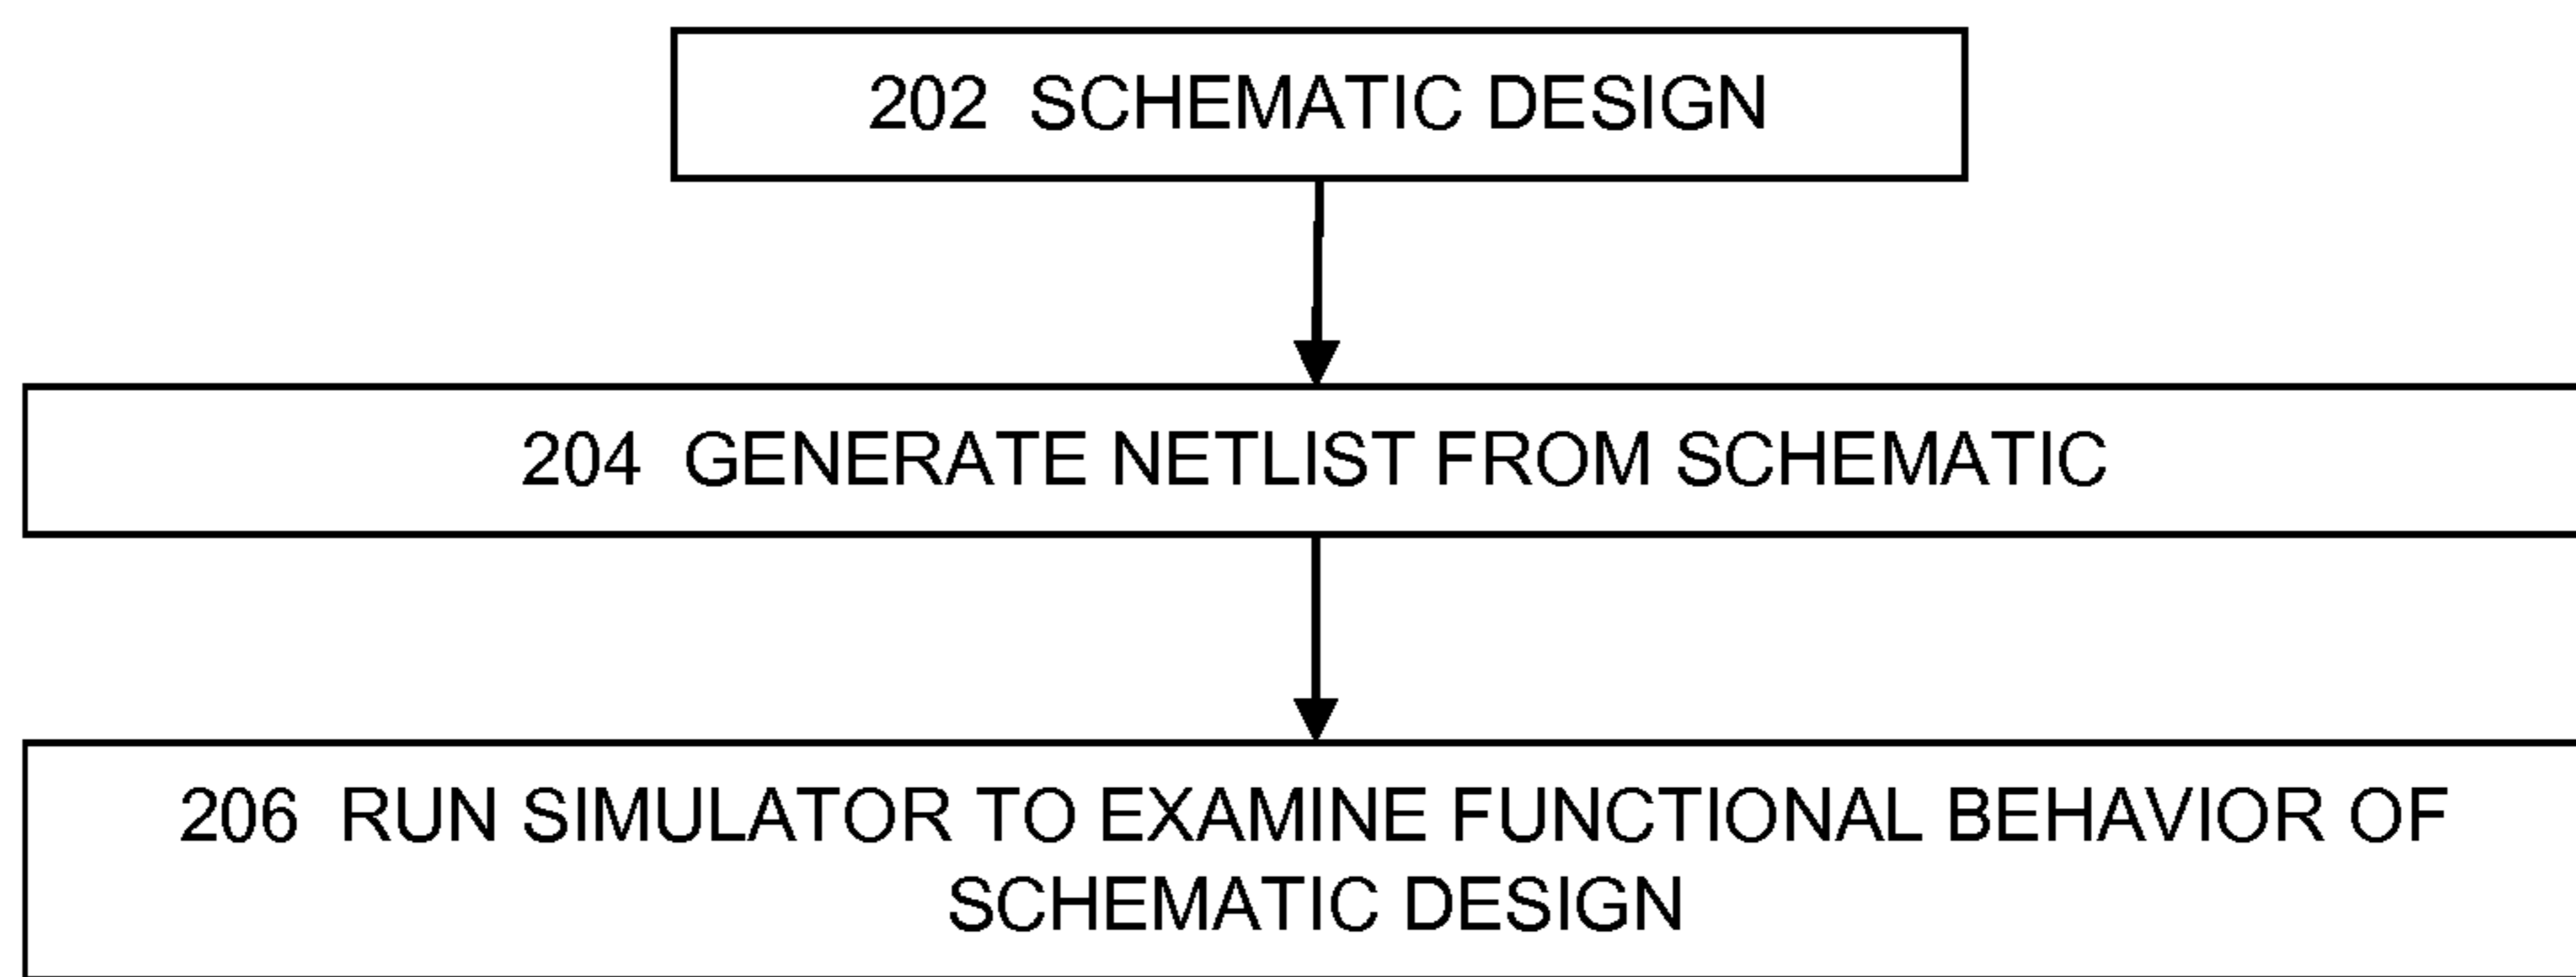 202 SCHEMATIC DESIGN
204 GENERATE NETLIST FROM SCHEMATIC
206 RUN SIMULATOR TO EXAMINE FUNCTIONAL BEHAVIOR OF
SCHEMATIC DESIGN